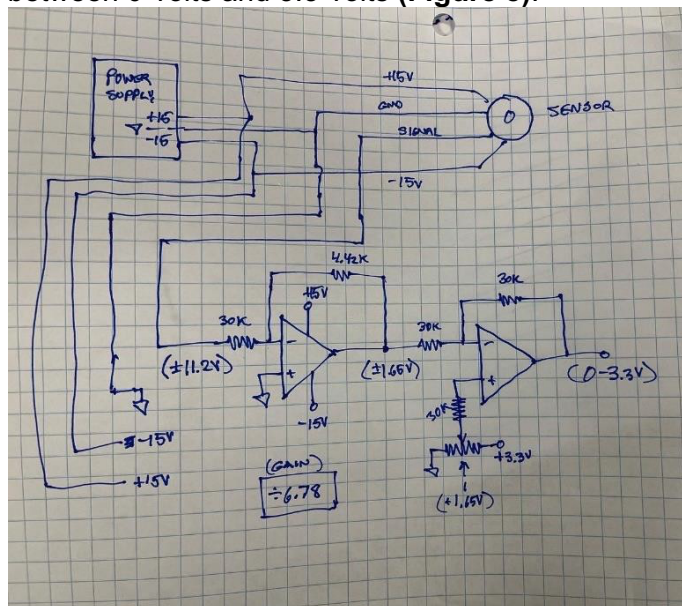 between 0 volts and 3.3 volts (Figure 3).
POWER
SUPPLY
+15
-15
+15V
GND
SIGNAL
-15V
SENSOR
4.42K
30K
+15V
-
+
(±11.2V)
-15V
(±1.65V)
30K
30K
-
+
(0-3.3V)
30K
+3.3V
(+1.65V)
-15V
+15V
(GAIN)
÷6.78